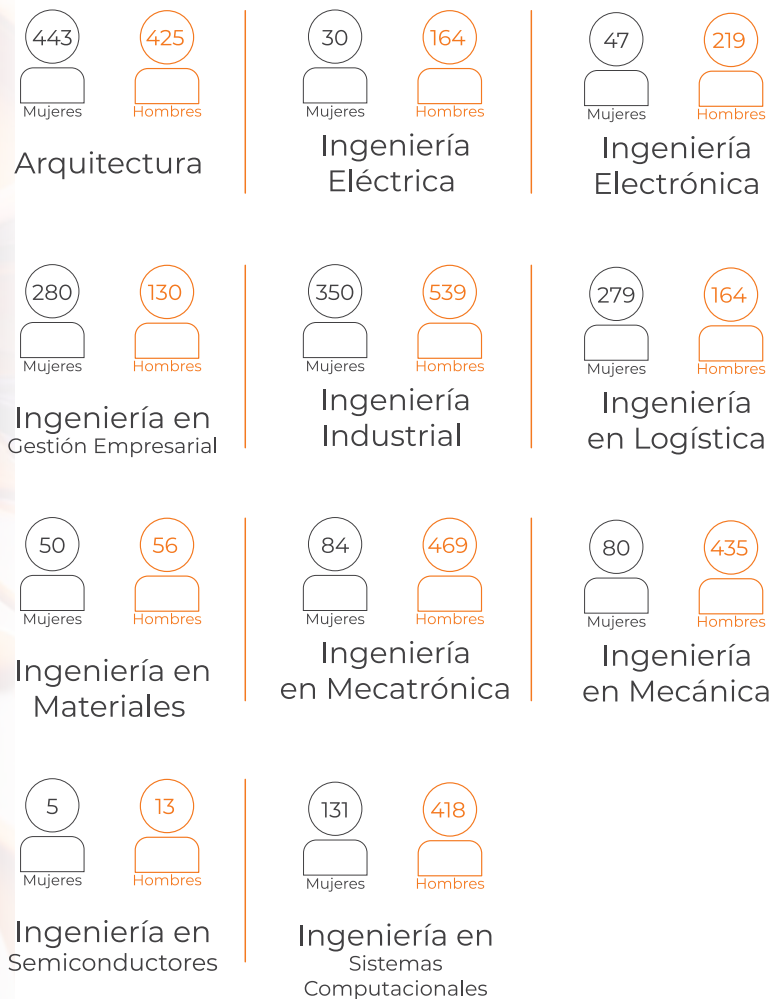 443
425
Mujeres
Hombres
Arquitectura
30
164
Mujeres
Hombres
Ingeniería
Eléctrica
47
219
Mujeres
Hombres
Ingeniería
Electrónica
280
130
Mujeres
Hombres
Ingeniería en
Gestión Empresarial
350
539
Mujeres
Hombres
Ingeniería
Industrial
279
164
Mujeres
Hombres
Ingeniería
en Logística
50
56
Mujeres
Hombres
Ingeniería en
Materiales
84
469
Mujeres
Hombres
Ingeniería
en Mecatrónica
80
435
Mujeres
Hombres
Ingeniería
en Mecánica
5
13
Mujeres
Hombres
Ingeniería en
Semiconductores
131
418
Mujeres
Hombres
Ingeniería en
Sistemas
Computacionales